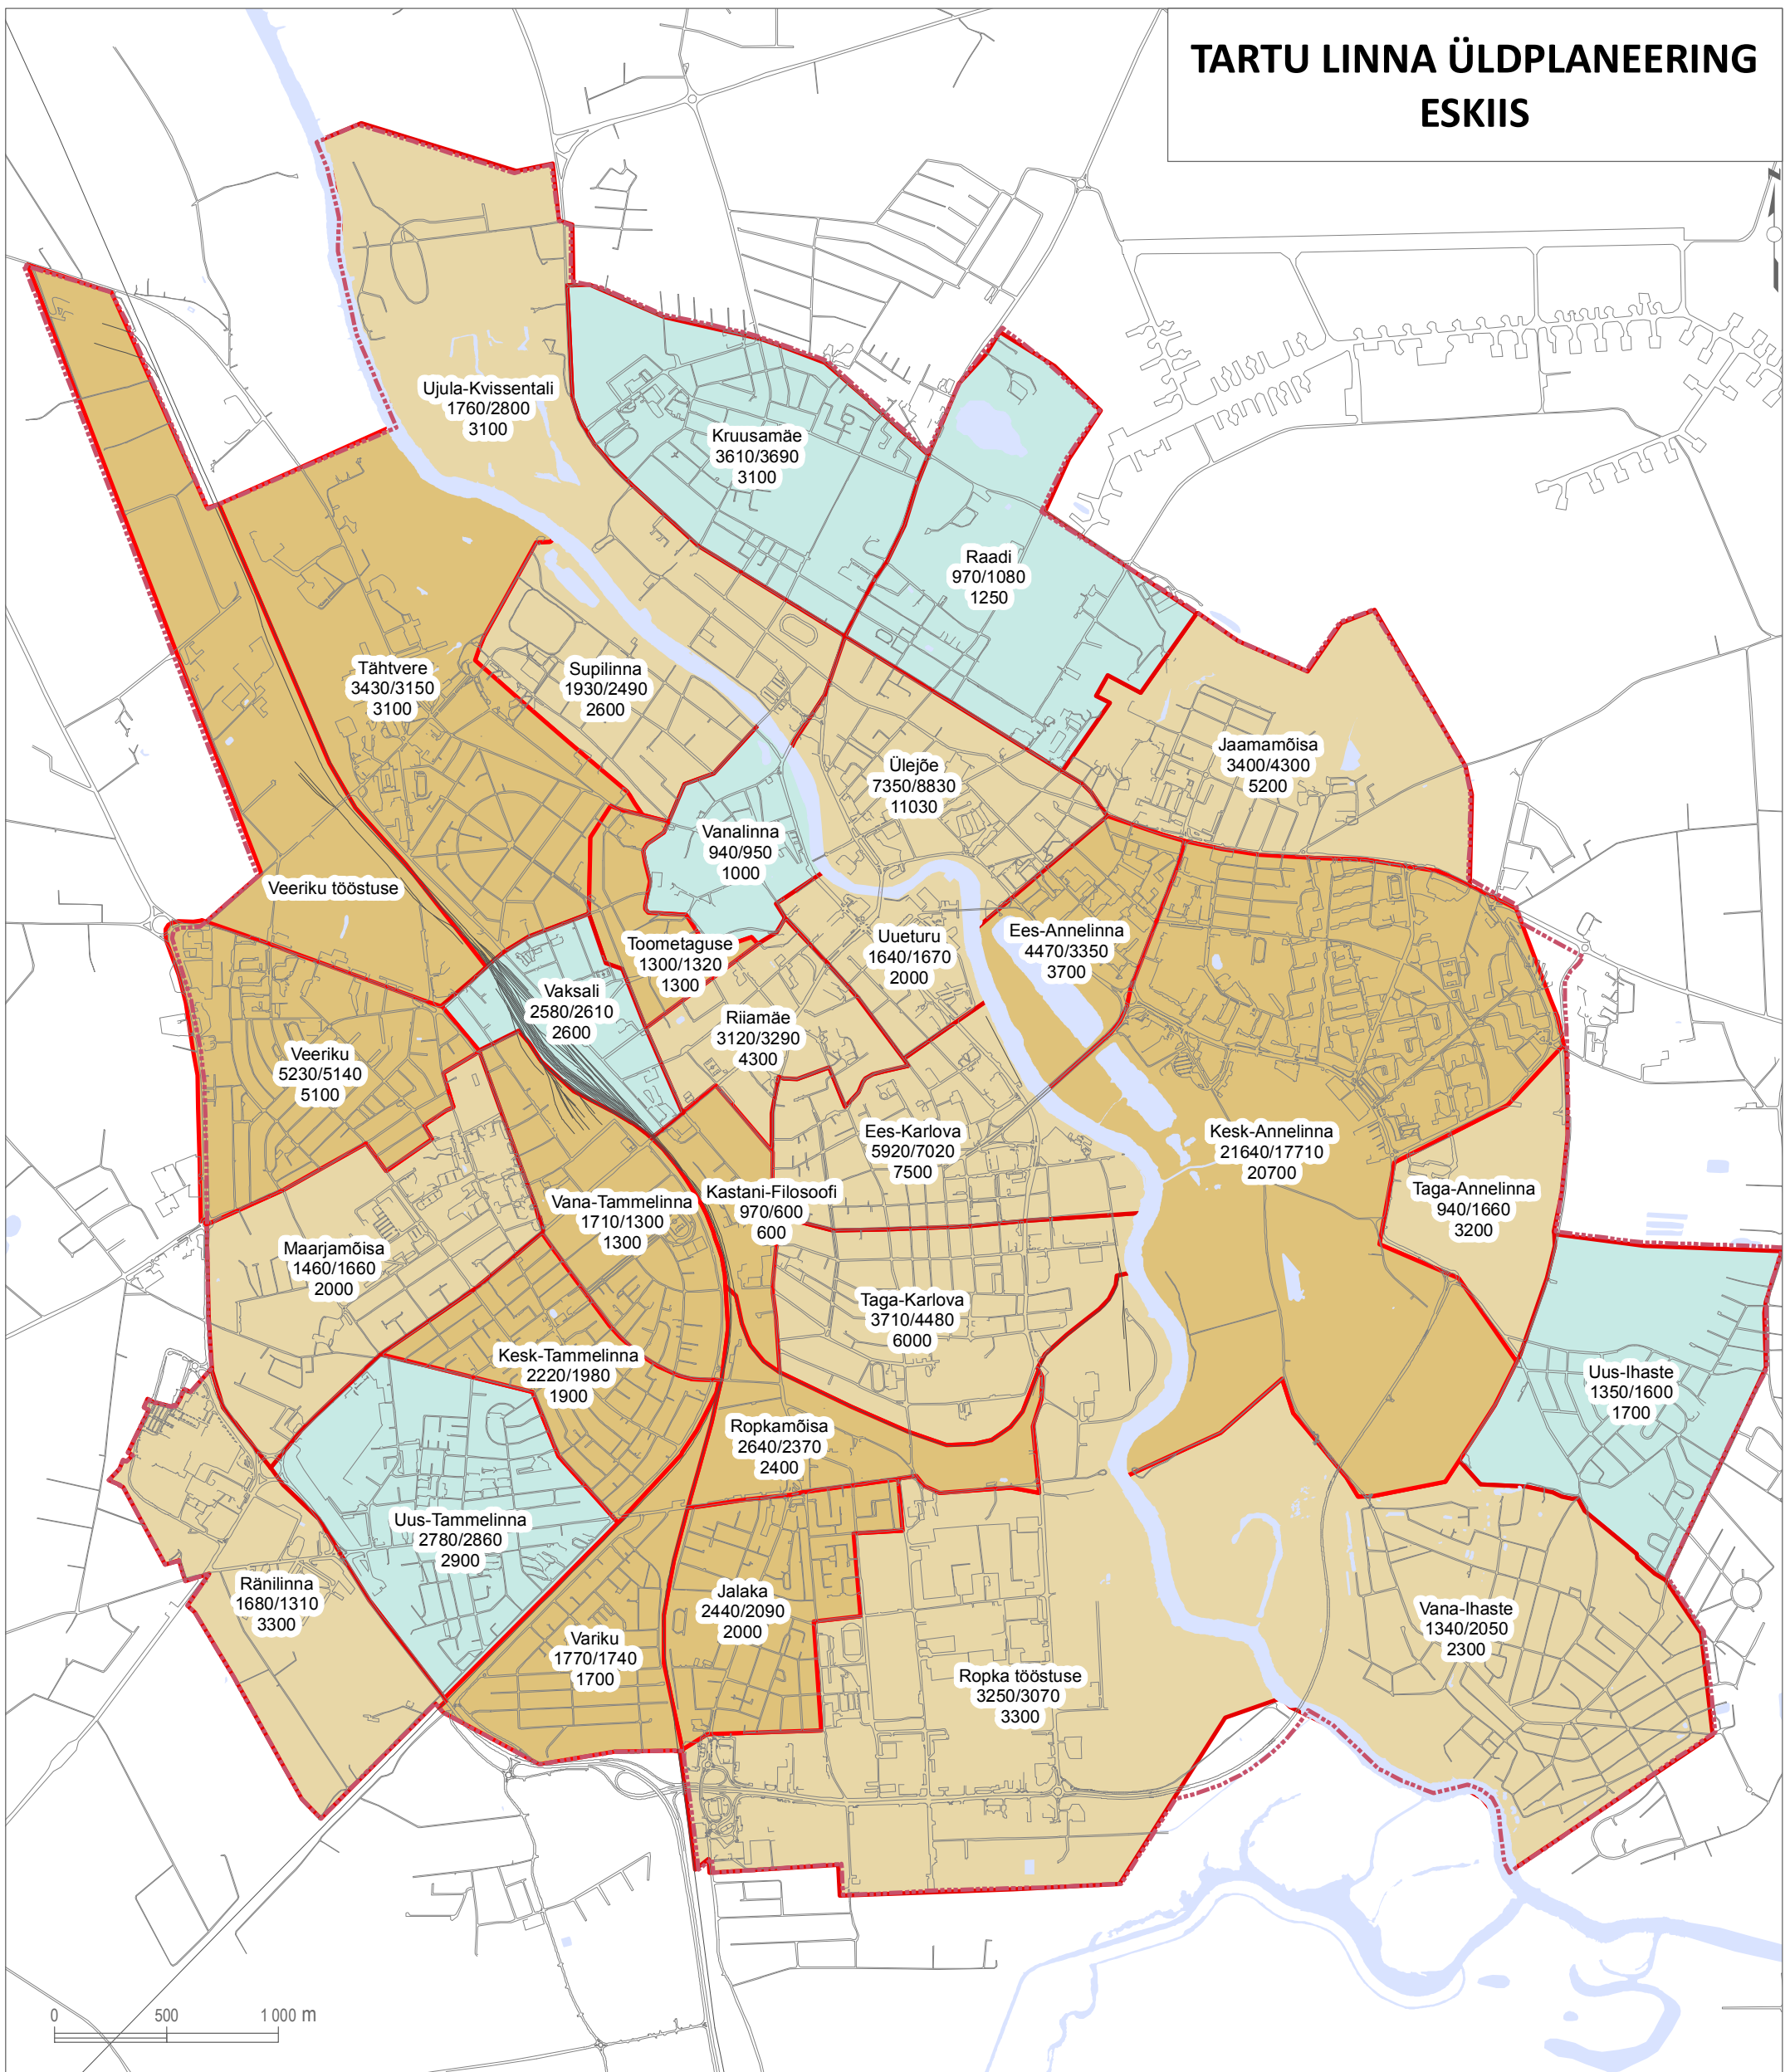 TARTU LINNA ÜLDPLANEERING
ESKIIS
Ujula-Kvissentali
1760/2800
3100
Kruusamäe
3610/3690
3100
Raadi
970/1080
1250
Tähtvere
3430/3150
3100
Supilinna
1930/2490
2600
Jaamamõisa
3400/4300
5200
Ülejõe
7350/8830
11030
Vanalinna
940/950
1000
Veeriku tööstuse
Toometaguse
1300/1320
1300
Uueturu
1640/1670
2000
Ees-Annelinna
4470/3350
3700
Vaksali
2580/2610
2600
Riiamäe
3120/3290
4300
Veeriku
5230/5140
5100
Ees-Karlova
5920/7020
7500
Kesk-Annelinna
21640/17710
20700
Taga-Annelinna
940/1660
3200
Kastani-Filosoofi
970/600
600
Vana-Tammelinna
1710/1300
1300
Maarjamõisa
1460/1660
2000
Taga-Karlova
3710/4480
6000
Kesk-Tammelinna
2220/1980
1900
Uus-Ihaste
1350/1600
1700
Ropkamõisa
2640/2370
2400
Uus-Tammelinna
2780/2860
2900
Ränilinna
1680/1310
3300
Jalaka
2440/2090
2000
Variku
1770/1740
1700
Vana-Ihaste
1340/2050
2300
Ropka tööstuse
3250/3070
3300
0 500 1 000 m